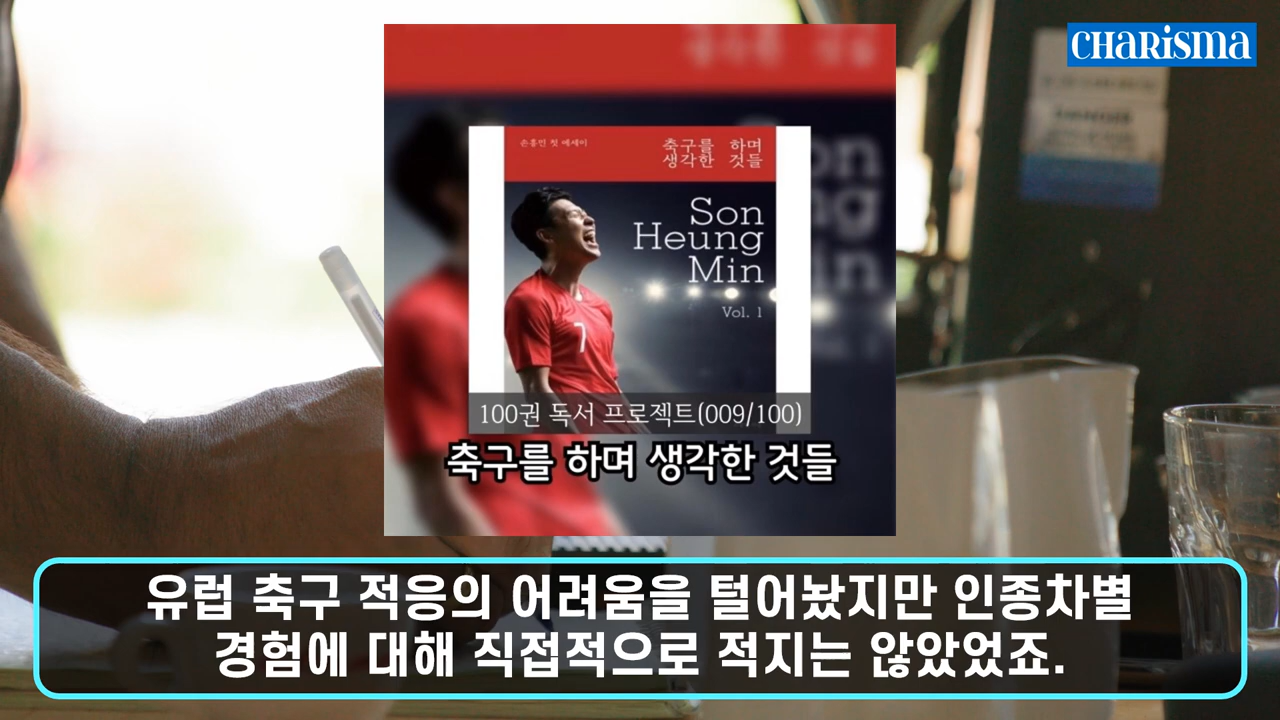 CHARiSMA
DANGER
손흥민 첫 에세이
축구를 하며
생각한 것들
Son
Heung
Min
Vol. 1
7
100권 독서 프로젝트(009/100)
축구를 하며 생각한 것들
유럽 축구 적응의 어려움을 털어놨지만 인종차별
경험에 대해 직접적으로 적지는 않았었죠.